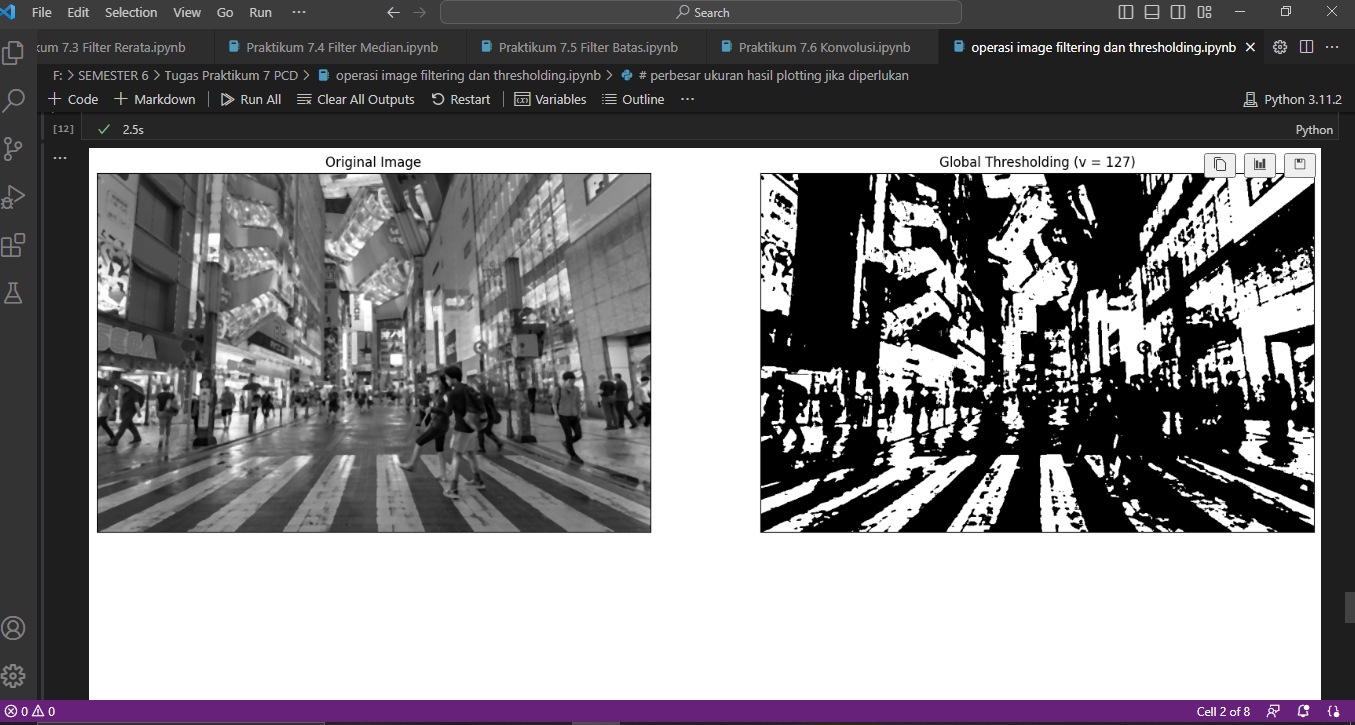 File Edit Selection View Go Run ··· Search
kum 7.3 Filter Rerata.ipynb Praktikum 7.4 Filter Median.ipynb Praktikum 7.5 Filter Batas.ipynb Praktikum 7.6 Konvolusi.ipynb operasi image filtering dan thresholding.ipynb
F: > SEMESTER 6 > Tugas Praktikum 7 PCD > operasi image filtering dan thresholding.ipynb > # perbesar ukuran hasil plotting jika diperlukan
+ Code + Markdown Run All Clear All Outputs Restart Variables Outline ··· Python 3.11.2
[12] 2.5s Python
Original Image Global Thresholding (v = 127)
0 0 Cell 2 of 8